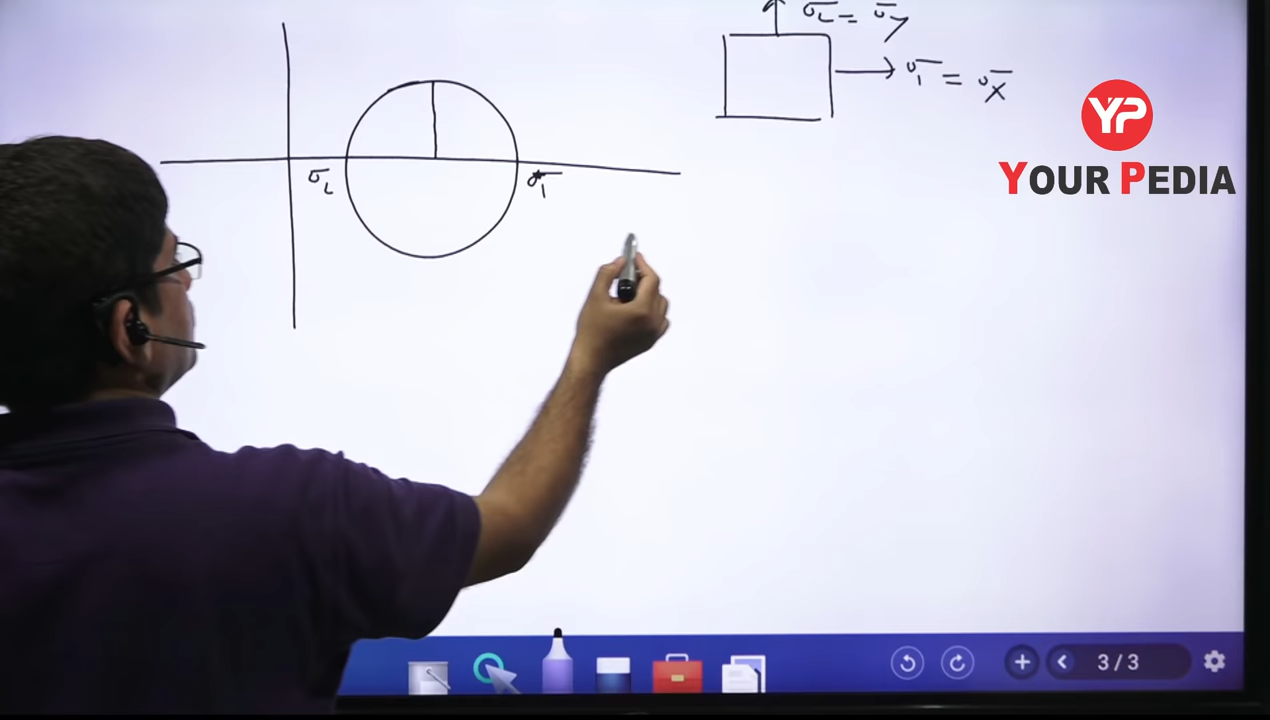 σ₂ = σy
σ₁ = σx
σ₂
σ₁
YP
YOUR PEDIA
3/3